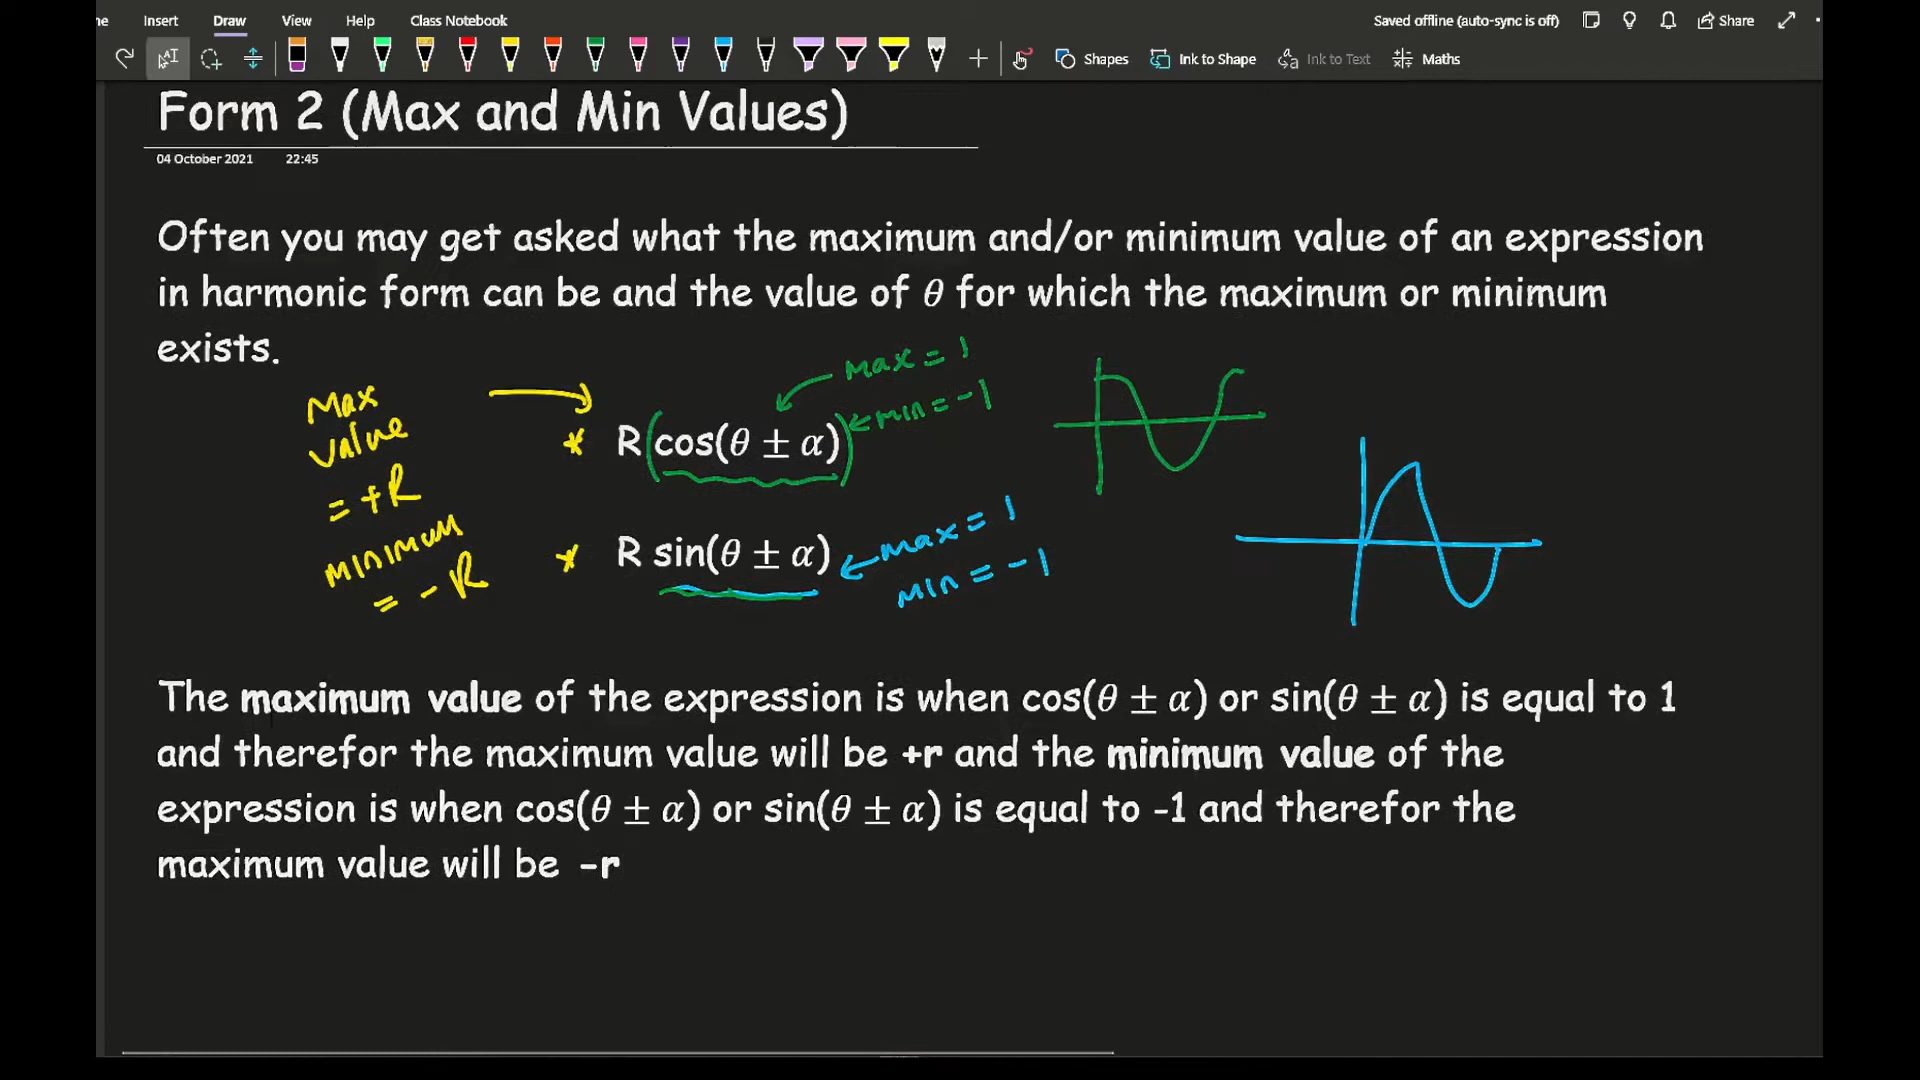 Insert Draw View Help Class Notebook Saved offline (auto-sync is off) Share
Shapes Ink to Shape Ink to Text Maths
Form 2 (Max and Min Values)
04 October 2021 22:45
Often you may get asked what the maximum and/or minimum value of an expression
in harmonic form can be and the value of θ for which the maximum or minimum
exists.
Max = 1
Max
value
= +R
min = -1
* R(cos(θ ± α))
minimum
= -R
* R sin(θ ± α)
max = 1
min = -1
The maximum value of the expression is when cos(θ ± α) or sin(θ ± α) is equal to 1
and therefor the maximum value will be +r and the minimum value of the
expression is when cos(θ ± α) or sin(θ ± α) is equal to -1 and therefor the
maximum value will be -r